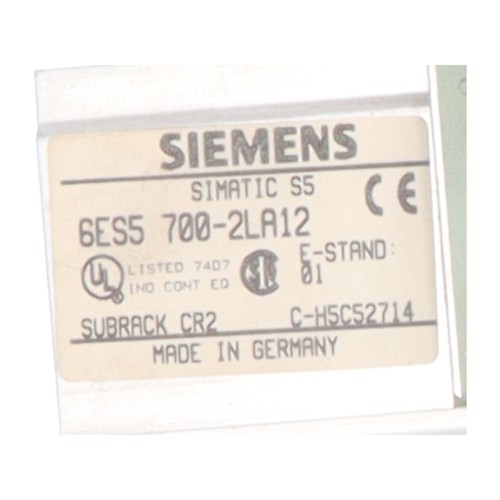 SIEMENS
SIMATIC S5
CE
6ES5 700-2LA12
UL LISTED 74D7
IND CONT EQ
E-STAND:
01
SUBRACK CR2 C-H5C52714
MADE IN GERMANY